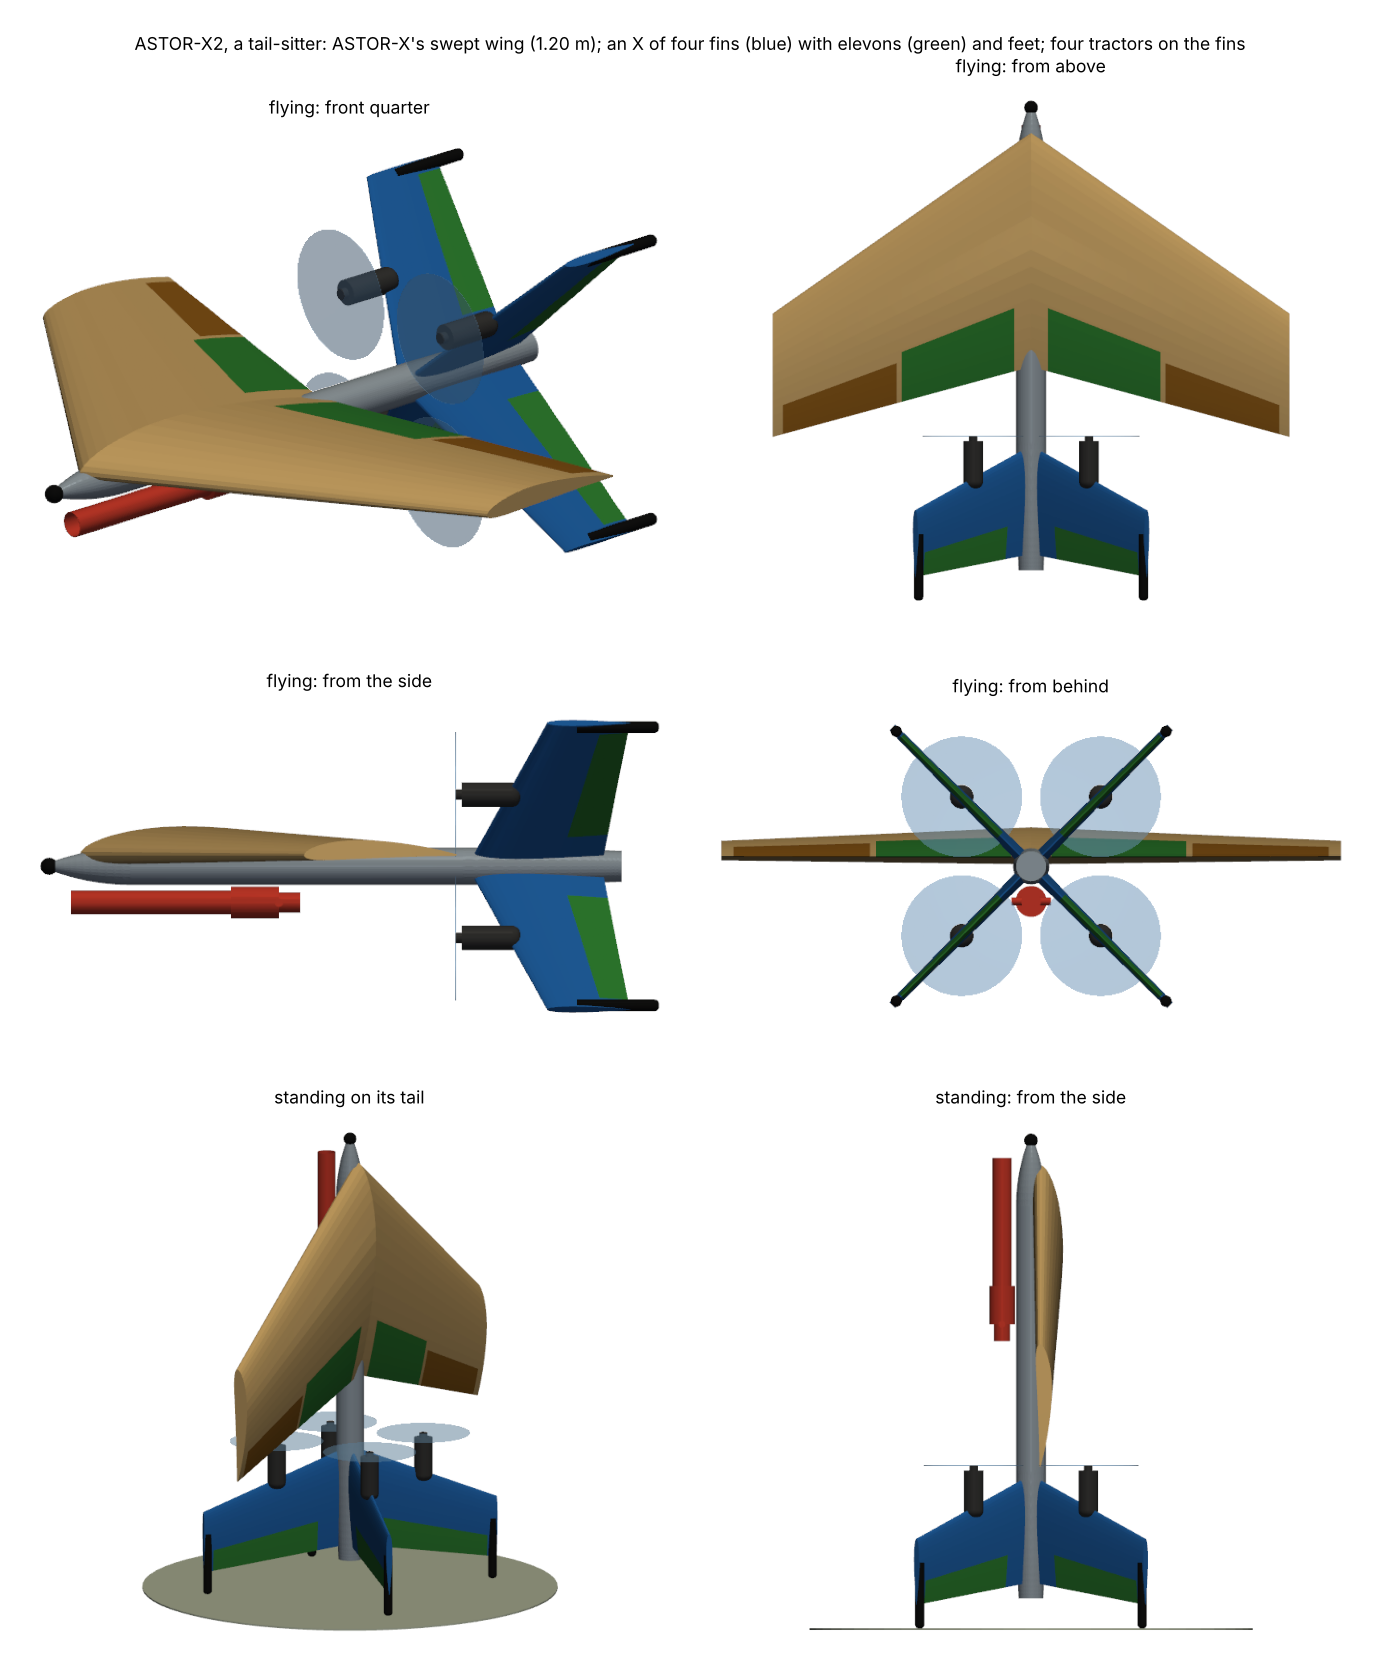 ASTOR-X2, a tail-sitter: ASTOR-X's swept wing (1.20 m); an X of four fins (blue) with elevons (green) and feet; four tractors on the fins
flying: from above
flying: front quarter
flying: from the side
flying: from behind
standing on its tail
standing: from the side